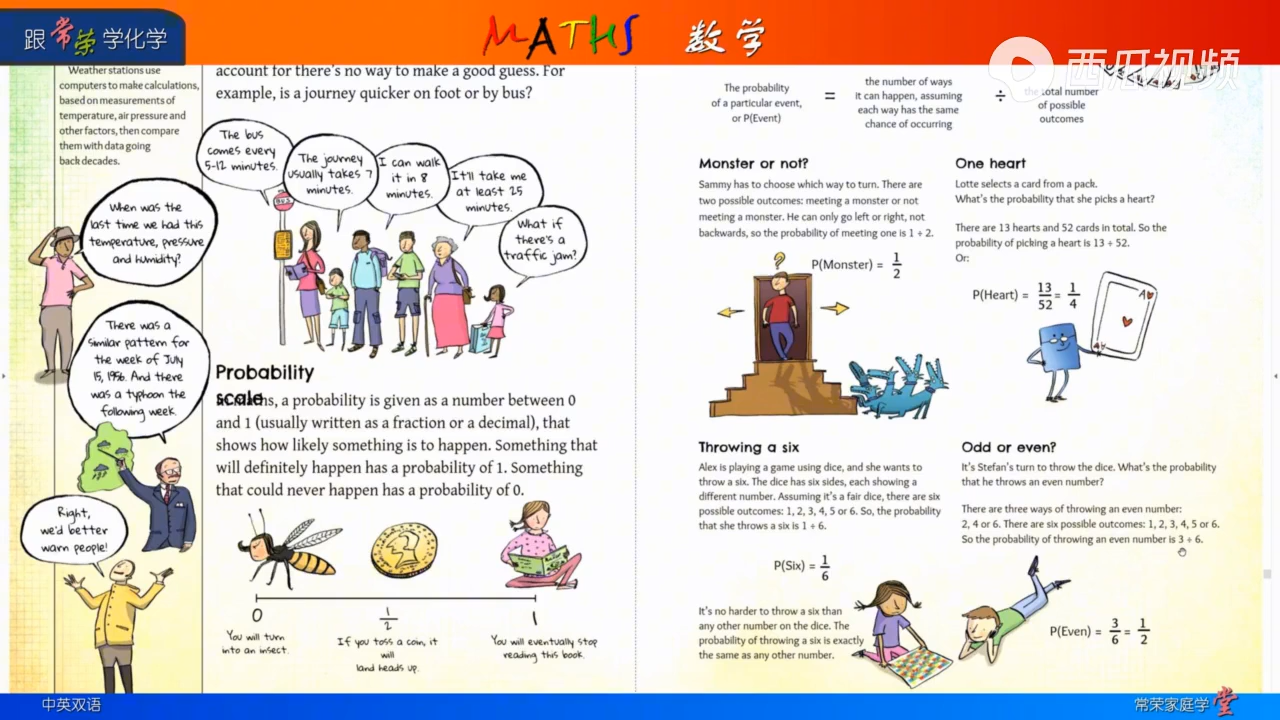 跟常荣学化学
MATHS 数学
西瓜视频
Weather stations use
computers to make calculations,
based on measurements of
temperature, air pressure and
other factors, then compare
them with data going
back decades.
When was the
last time we had this
temperature, pressure
and humidity?
There was a
similar pattern for
the week of July
15, 1956. And there
was a typhoon the
following week.
Right,
we'd better
warn people!
account for there's no way to make a good guess. For
example, is a journey quicker on foot or by bus?
The bus
comes every
5-12 minutes.
The journey
usually takes 7
minutes.
I can walk
it in 8
minutes.
It'll take me
at least 25
minutes.
What if
there's a
traffic jam?
BUS
Probability
scale
In maths, a probability is given as a number between 0
and 1 (usually written as a fraction or a decimal), that
shows how likely something is to happen. Something that
will definitely happen has a probability of 1. Something
that could never happen has a probability of 0.
0
1/2
1
You will turn
into an insect.
If you toss a coin, it
will
land heads up.
You will eventually stop
reading this book.
The probability
of a particular event,
or P(Event)
=
the number of ways
it can happen, assuming
each way has the same
chance of occurring
÷
the total number
of possible
outcomes
Monster or not?
Sammy has to choose which way to turn. There are
two possible outcomes: meeting a monster or not
meeting a monster. He can only go left or right, not
backwards, so the probability of meeting one is 1 ÷ 2.
P(Monster) = 1/2
?
One heart
Lotte selects a card from a pack.
What's the probability that she picks a heart?
There are 13 hearts and 52 cards in total. So the
probability of picking a heart is 13 ÷ 52.
Or:
P(Heart) = 13/52 = 1/4
A
Throwing a six
Alex is playing a game using dice, and she wants to
throw a six. The dice has six sides, each showing a
different number. Assuming it's a fair dice, there are six
possible outcomes: 1, 2, 3, 4, 5 or 6. So, the probability
that she throws a six is 1 ÷ 6.
P(Six) = 1/6
It's no harder to throw a six than
any other number on the dice. The
probability of throwing a six is exactly
the same as any other number.
Odd or even?
It's Stefan's turn to throw the dice. What's the probability
that he throws an even number?
There are three ways of throwing an even number:
2, 4 or 6. There are six possible outcomes: 1, 2, 3, 4, 5 or 6.
So the probability of throwing an even number is 3 ÷ 6.
P(Even) = 3/6 = 1/2
中英双语
常荣家庭学堂